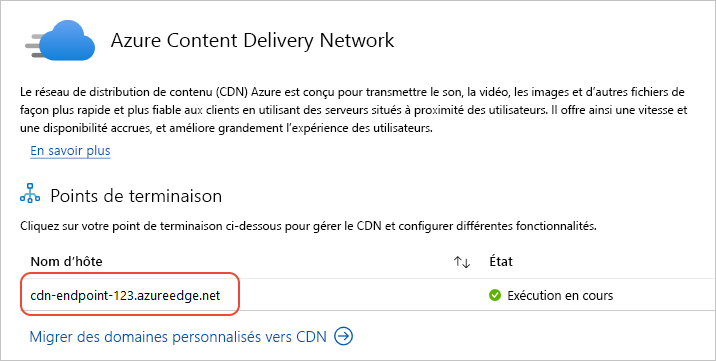 Azure Content Delivery Network
Le réseau de distribution de contenu (CDN) Azure est conçu pour transmettre le son, la vidéo, les images et d’autres fichiers de
façon plus rapide et plus fiable aux clients en utilisant des serveurs situés à proximité des utilisateurs. Il offre ainsi une vitesse et
une disponibilité accrues, et améliore grandement l’expérience des utilisateurs.
En savoir plus
Points de terminaison
Cliquez sur votre point de terminaison ci-dessous pour gérer le CDN et configurer différentes fonctionnalités.
Nom d’hôte État
cdn-endpoint-123.azureedge.net Exécution en cours
Migrer des domaines personnalisés vers CDN